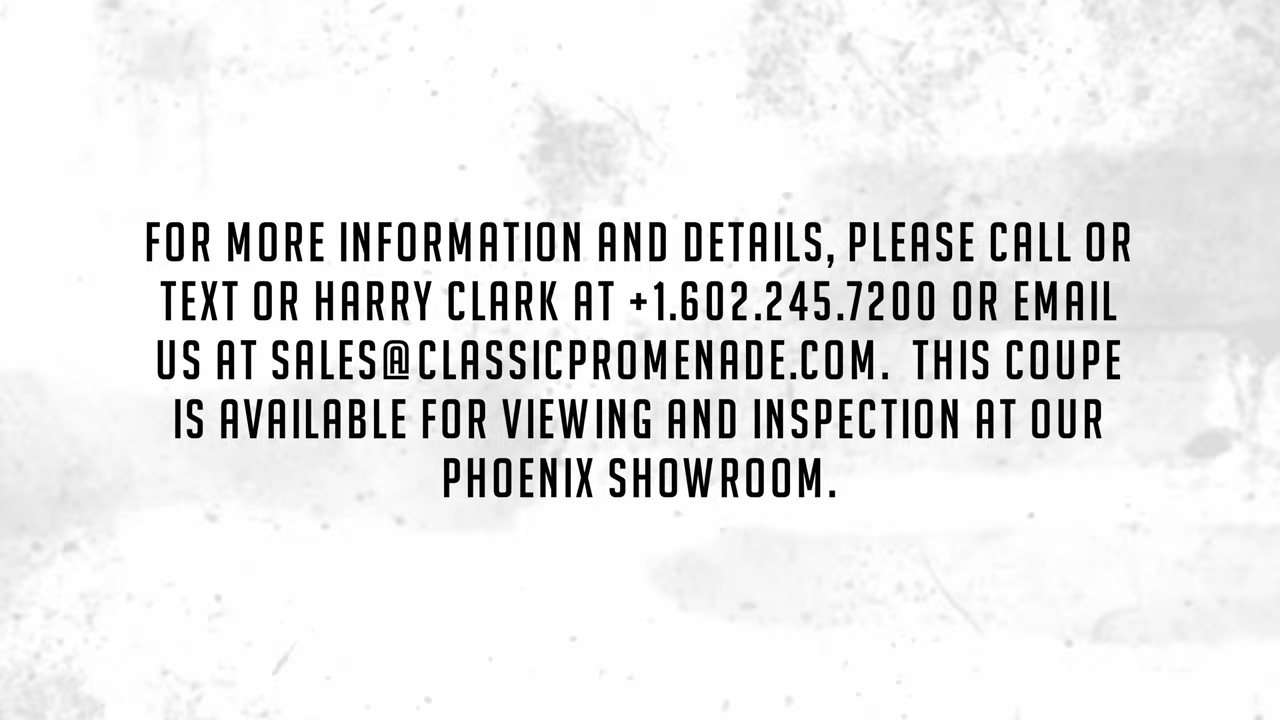 FOR MORE INFORMATION AND DETAILS, PLEASE CALL OR
TEXT OR HARRY CLARK AT +1.602.245.7200 OR EMAIL
US AT SALES@CLASSICPROMENADE.COM.  THIS COUPE
IS AVAILABLE FOR VIEWING AND INSPECTION AT OUR
PHOENIX SHOWROOM.